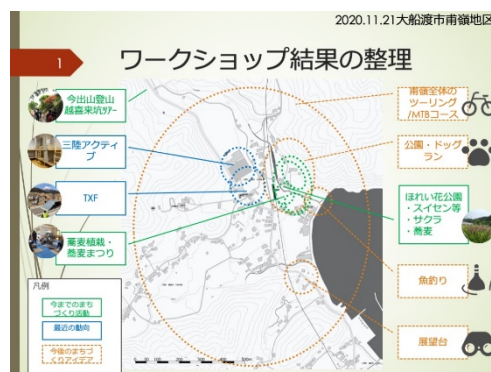 2020.11.21大船渡市甫嶺地区
1
ワークショップ結果の整理
今出山登山
越喜来坑ツアー
三陸アクティ
ブ
TXF
蕎麦植栽・
蕎麦まつり
凡例
今までのまち
づくり活動
最近の動向
今後のまちづ
くりアイデア
甫嶺全体の
ツーリング
/MTBコース
公園・ドッグ
ラン
ほれい花公園
・スイセン等
・サクラ
・蕎麦
魚釣り
展望台